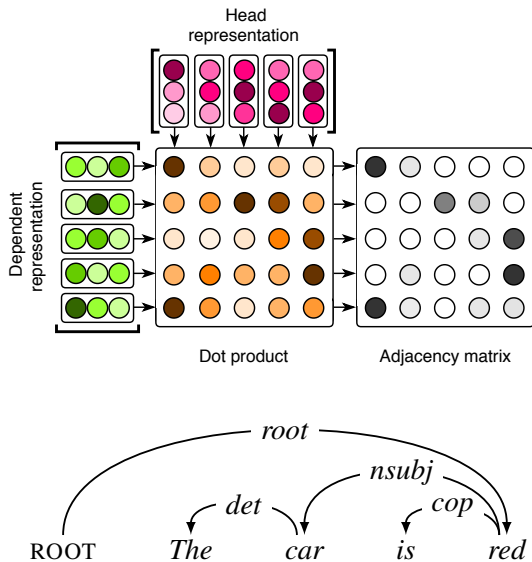 Head
representation
Dependent
representation
Dot product
Adjacency matrix
root
nsubj
det
cop
ROOT
The
car
is
red